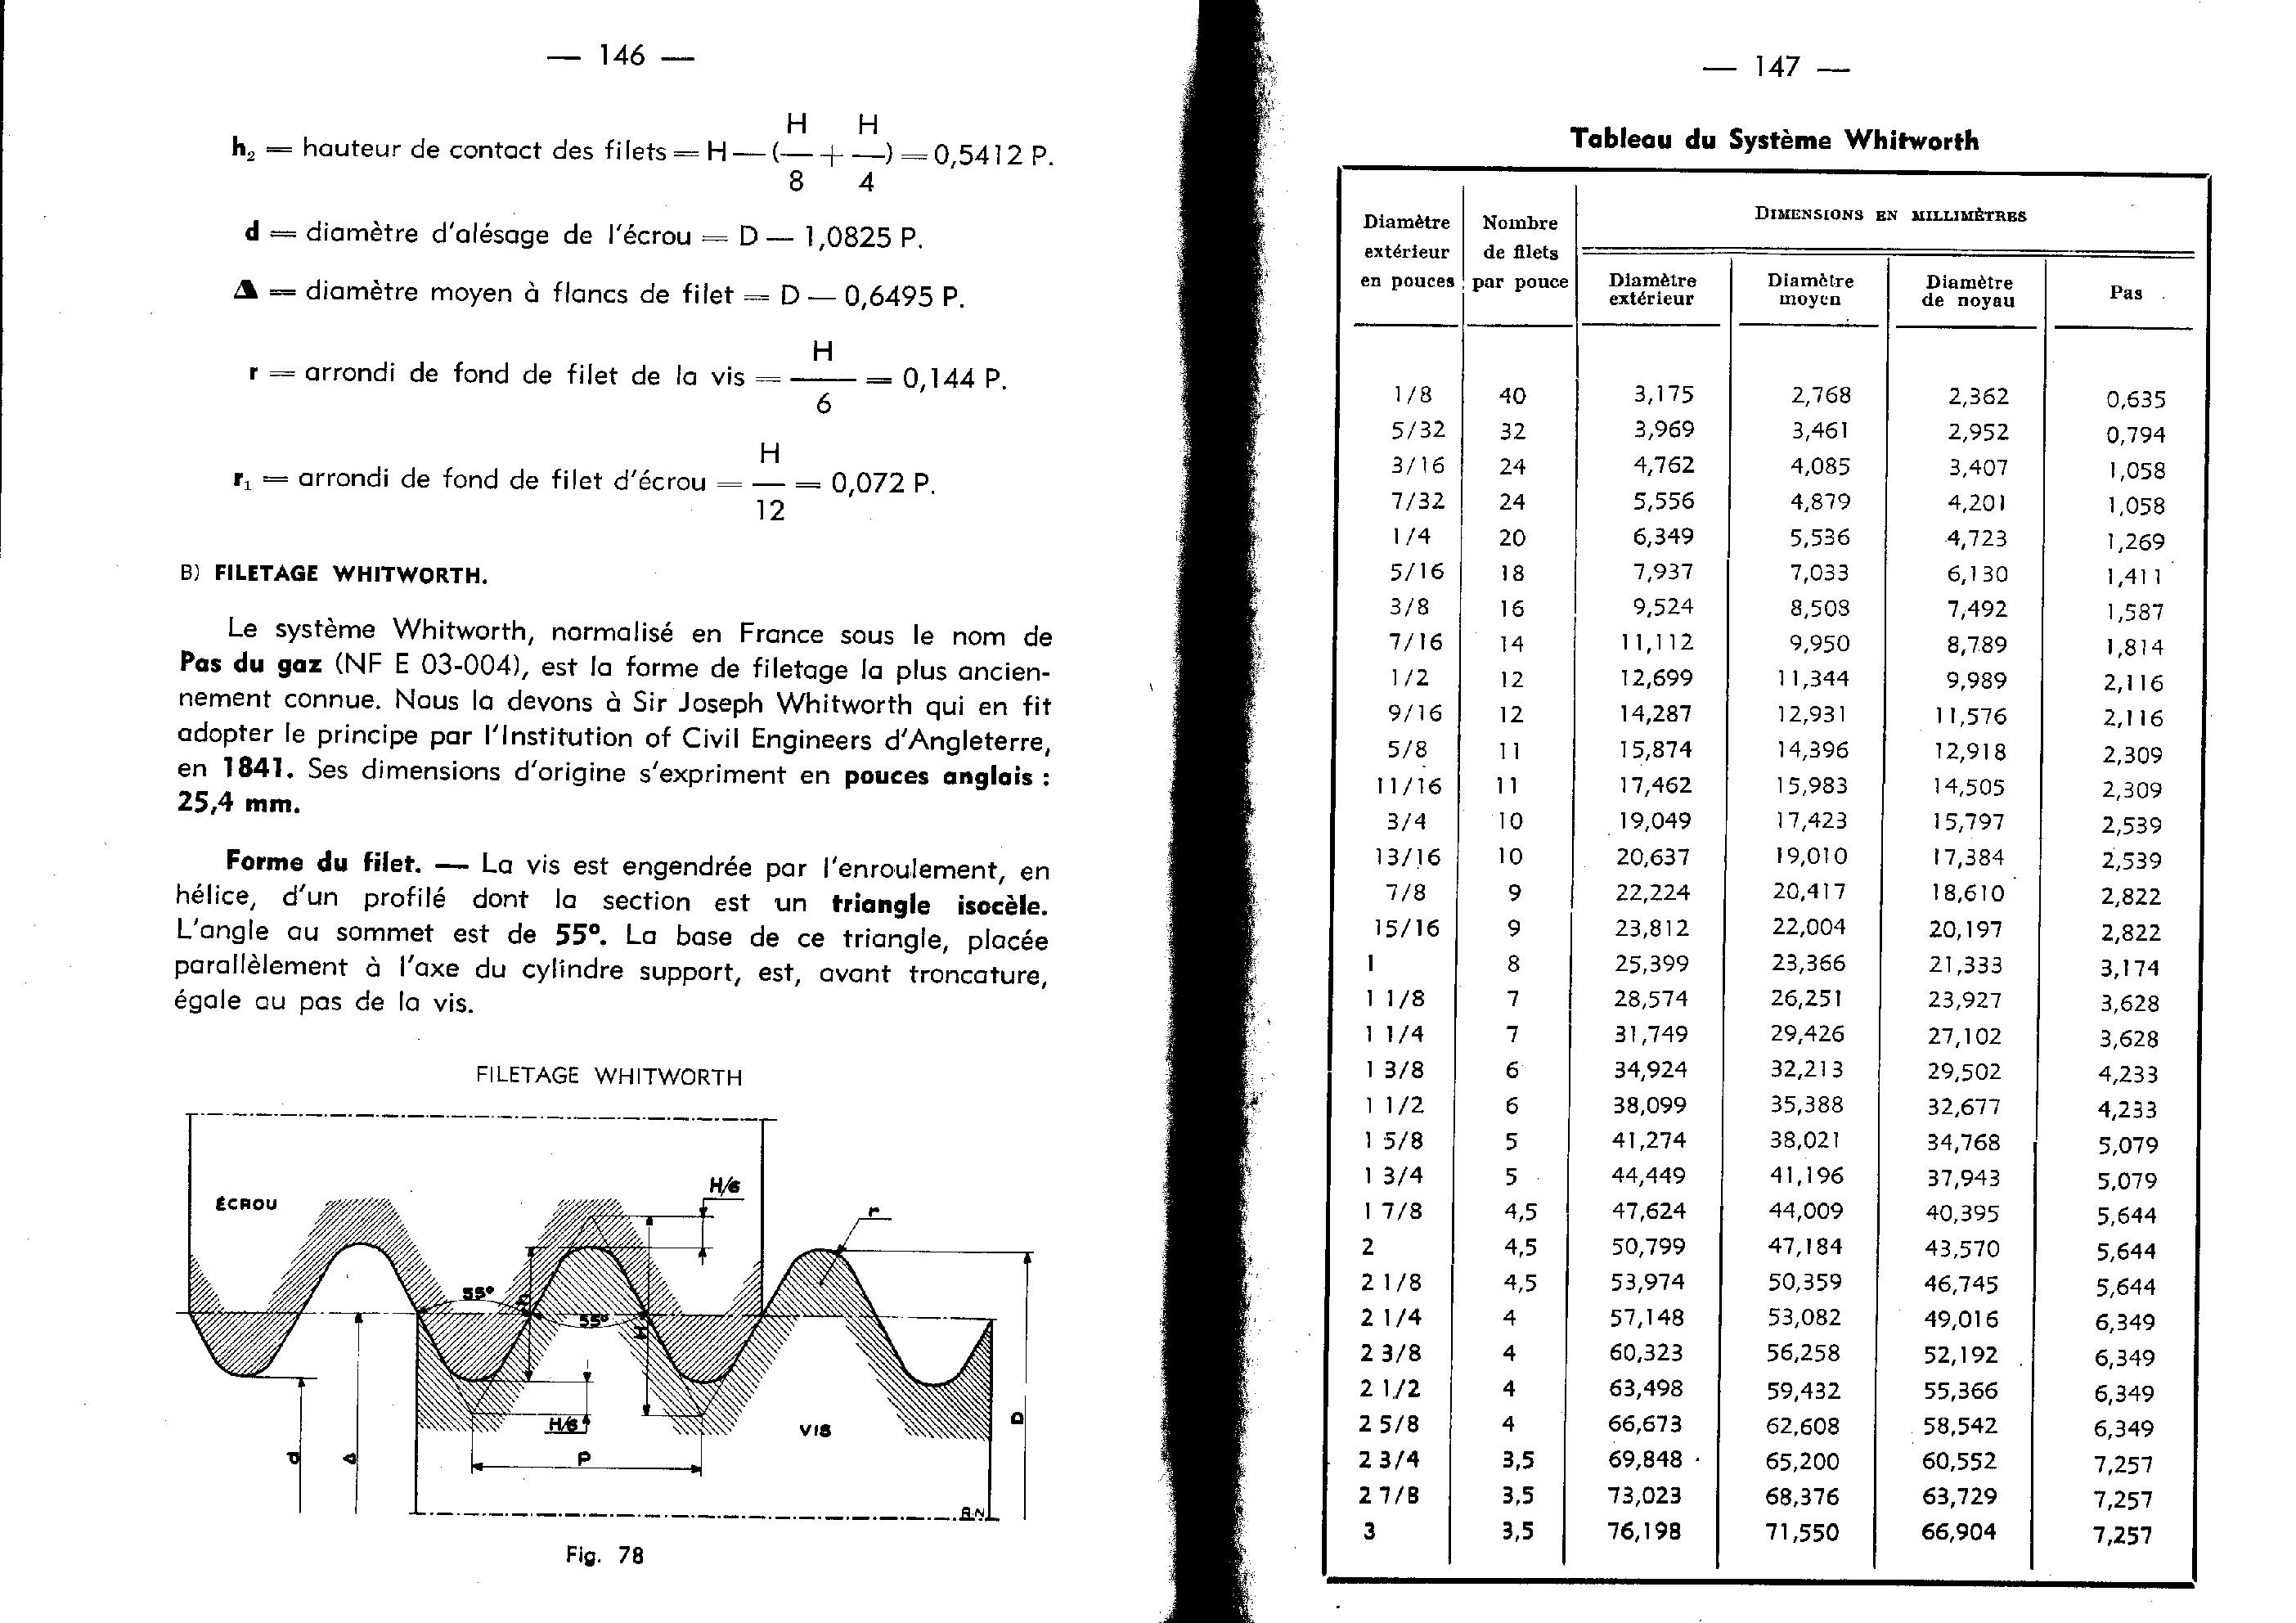 — 146 —
H H
h₂ = hauteur de contact des filets = H — (— + —) = 0,5412 P.
8 4
d = diamètre d'alésage de l'écrou = D — 1,0825 P.
Δ = diamètre moyen à flancs de filet = D — 0,6495 P.
H
r = arrondi de fond de filet de la vis = —— = 0,144 P.
6
H
r₁ = arrondi de fond de filet d'écrou = — = 0,072 P.
12
B) FILETAGE WHITWORTH.
Le système Whitworth, normalisé en France sous le nom de
Pas du gaz (NF E 03-004), est la forme de filetage la plus ancien-
nement connue. Nous la devons à Sir Joseph Whitworth qui en fit
adopter le principe par l'Institution of Civil Engineers d'Angleterre,
en 1841. Ses dimensions d'origine s'expriment en pouces anglais :
25,4 mm.
Forme du filet. — La vis est engendrée par l'enroulement, en
hélice, d'un profilé dont la section est un triangle isocèle.
L'angle au sommet est de 55°. La base de ce triangle, placée
parallèlement à l'axe du cylindre support, est, avant troncature,
égale au pas de la vis.
FILETAGE WHITWORTH
H/6
ÉCROU
r
55°
h
55°
H
H/6
VIS
D
d
Δ
P
R.N
Fig. 78
— 147 —
Tableau du Système Whitworth
Diamètre extérieur en pouces
Nombre de filets par pouce
DIMENSIONS EN MILLIMÈTRES
Diamètre extérieur
Diamètre moyen
Diamètre de noyau
Pas
1/8 40 3,175 2,768 2,362 0,635
5/32 32 3,969 3,461 2,952 0,794
3/16 24 4,762 4,085 3,407 1,058
7/32 24 5,556 4,879 4,201 1,058
1/4 20 6,349 5,536 4,723 1,269
5/16 18 7,937 7,033 6,130 1,411
3/8 16 9,524 8,508 7,492 1,587
7/16 14 11,112 9,950 8,789 1,814
1/2 12 12,699 11,344 9,989 2,116
9/16 12 14,287 12,931 11,576 2,116
5/8 11 15,874 14,396 12,918 2,309
11/16 11 17,462 15,983 14,505 2,309
3/4 10 19,049 17,423 15,797 2,539
13/16 10 20,637 19,010 17,384 2,539
7/8 9 22,224 20,417 18,610 2,822
15/16 9 23,812 22,004 20,197 2,822
1 8 25,399 23,366 21,333 3,174
1 1/8 7 28,574 26,251 23,927 3,628
1 1/4 7 31,749 29,426 27,102 3,628
1 3/8 6 34,924 32,213 29,502 4,233
1 1/2 6 38,099 35,388 32,677 4,233
1 5/8 5 41,274 38,021 34,768 5,079
1 3/4 5 44,449 41,196 37,943 5,079
1 7/8 4,5 47,624 44,009 40,395 5,644
2 4,5 50,799 47,184 43,570 5,644
2 1/8 4,5 53,974 50,359 46,745 5,644
2 1/4 4 57,148 53,082 49,016 6,349
2 3/8 4 60,323 56,258 52,192 6,349
2 1/2 4 63,498 59,432 55,366 6,349
2 5/8 4 66,673 62,608 58,542 6,349
2 3/4 3,5 69,848 65,200 60,552 7,257
2 7/8 3,5 73,023 68,376 63,729 7,257
3 3,5 76,198 71,550 66,904 7,257